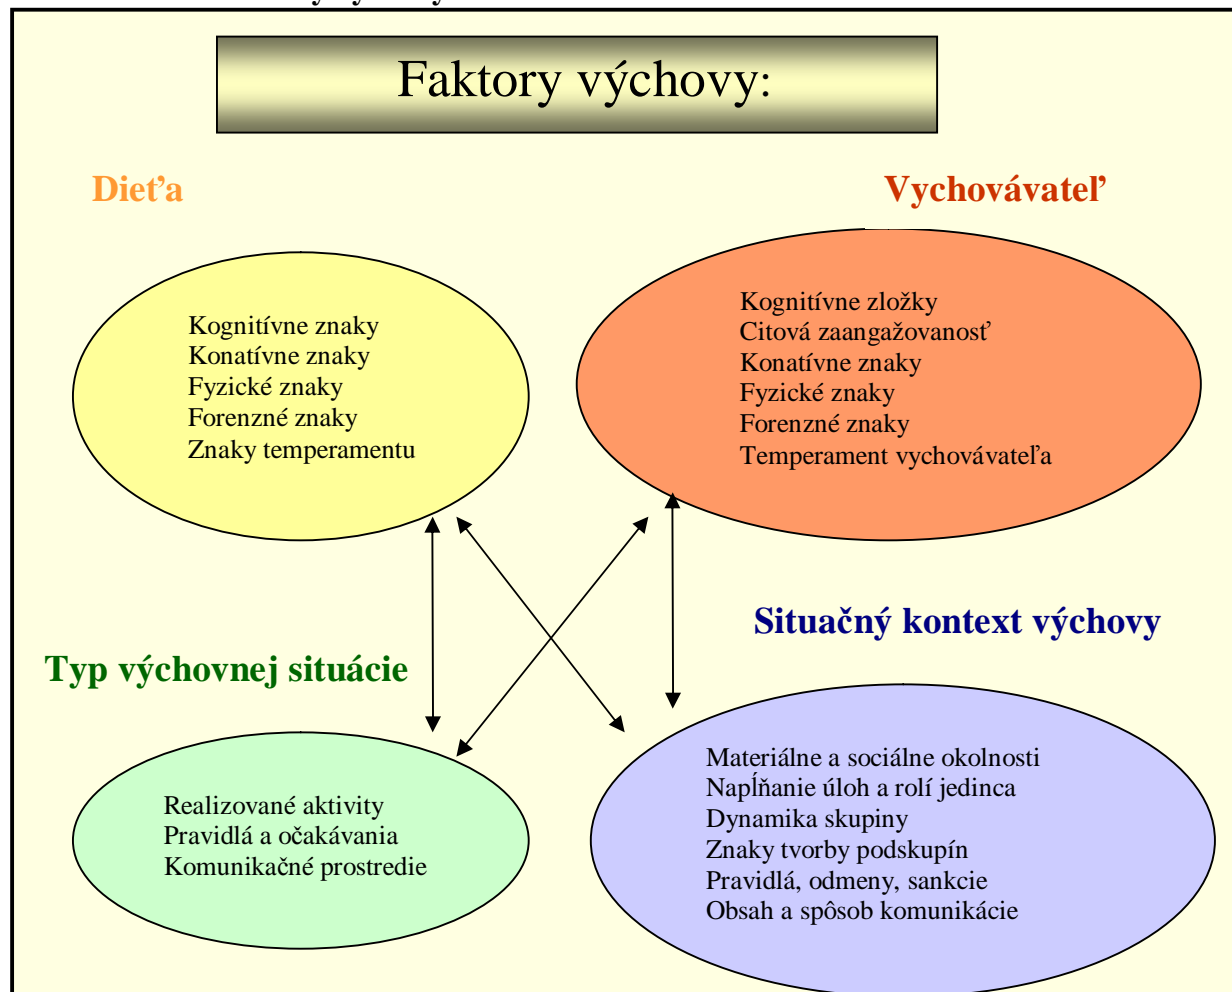 Faktory výchovy:
Dieťa
Vychovávateľ
Kognitívne znaky
Konatívne znaky
Fyzické znaky
Forenzné znaky
Znaky temperamentu
Kognitívne zložky
Citová zaangažovanosť
Konatívne znaky
Fyzické znaky
Forenzné znaky
Temperament vychovávateľa
Typ výchovnej situácie
Situačný kontext výchovy
Realizované aktivity
Pravidlá a očakávania
Komunikačné prostredie
Materiálne a sociálne okolnosti
Napĺňanie úloh a rolí jedinca
Dynamika skupiny
Znaky tvorby podskupín
Pravidlá, odmeny, sankcie
Obsah a spôsob komunikácie